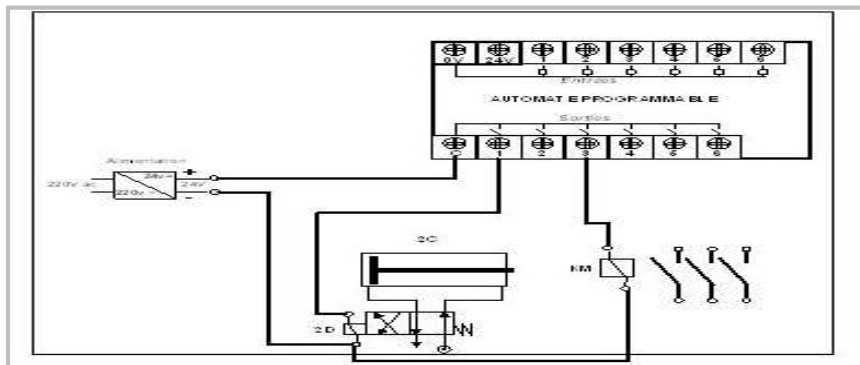 0V 24V 1 2 3 4 5 6
Entrées
AUTOMATE PROGRAMMABLE
Sorties
C 1 2 3 4 5 6
Alimentation
+
220v ac 24v 24V
220v
-
2C
KM
2D